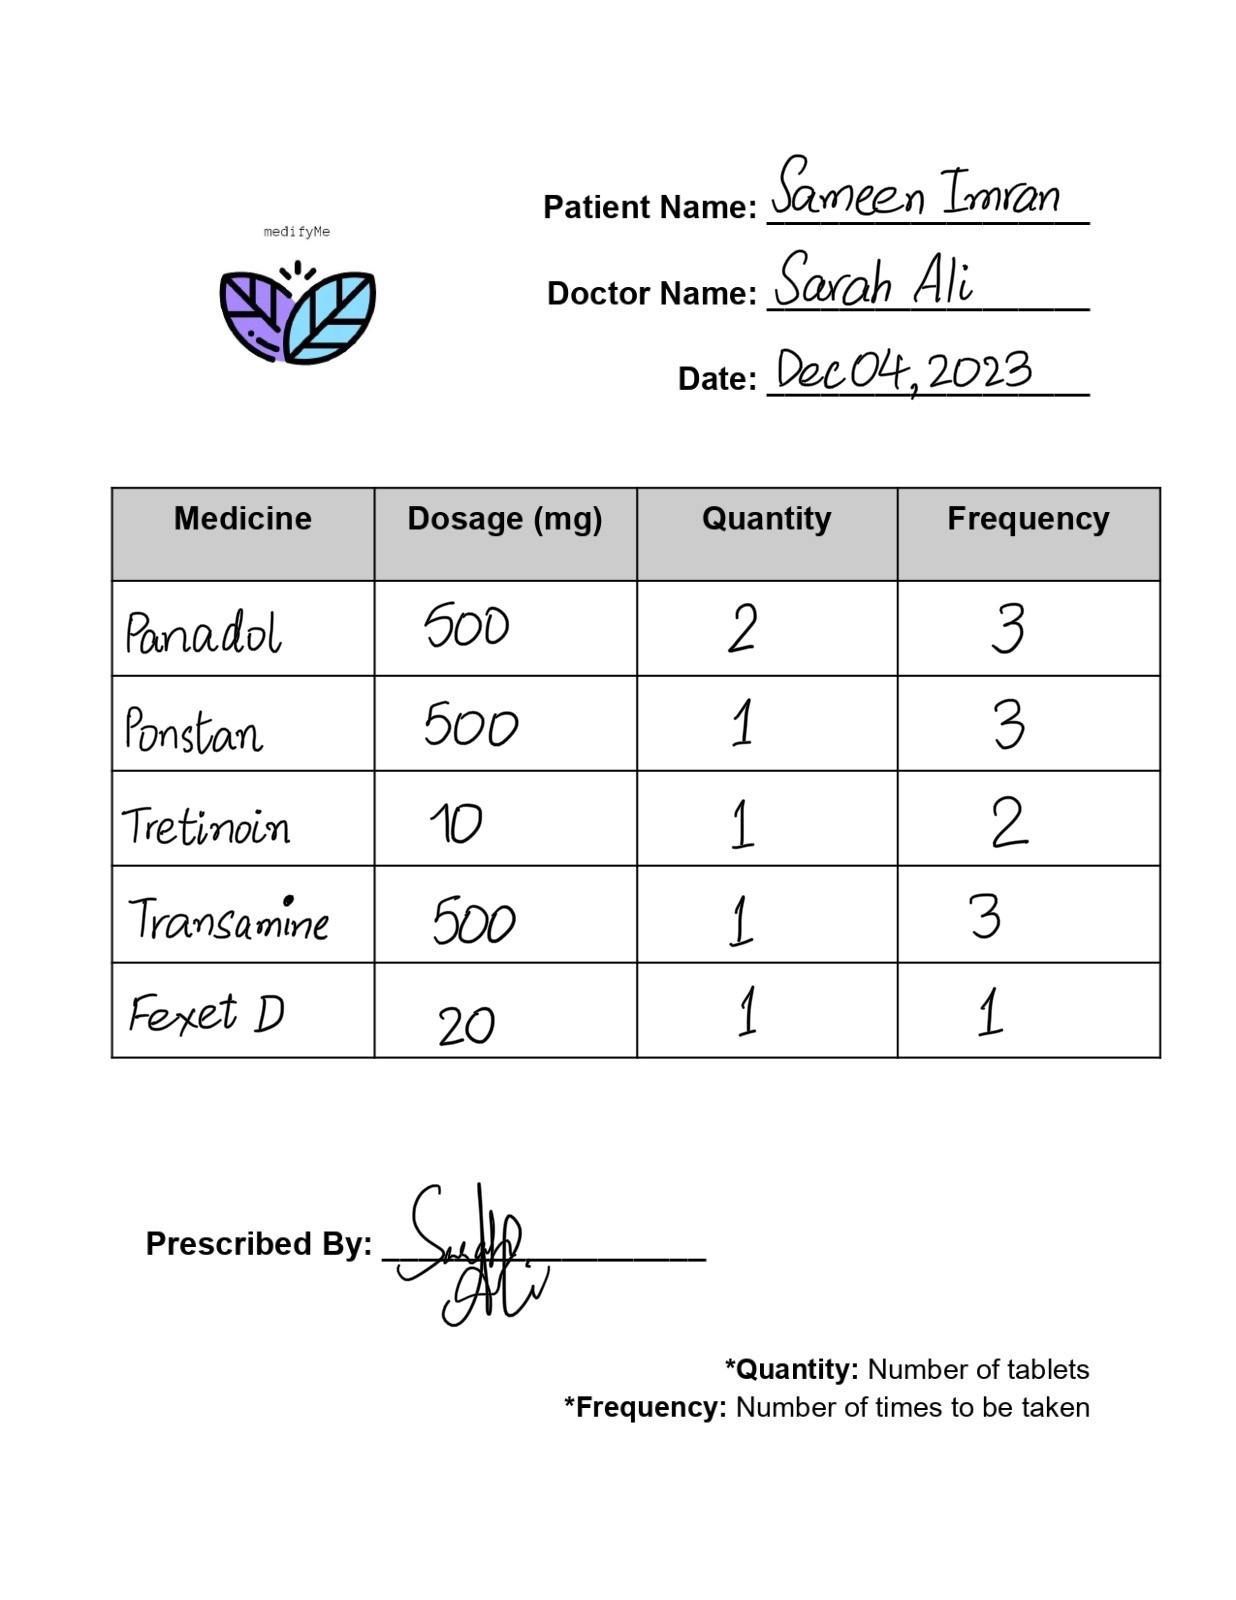 medifyMe
Patient Name: Sameen Imran
Doctor Name: Sarah Ali
Date: Dec 04, 2023
Medicine Dosage (mg) Quantity Frequency
Panadol 500 2 3
Ponstan 500 1 3
Tretinoin 10 1 2
Transamine 500 1 3
Fexet D 20 1 1
Prescribed By: Sarah
Ali
*Quantity: Number of tablets
*Frequency: Number of times to be taken